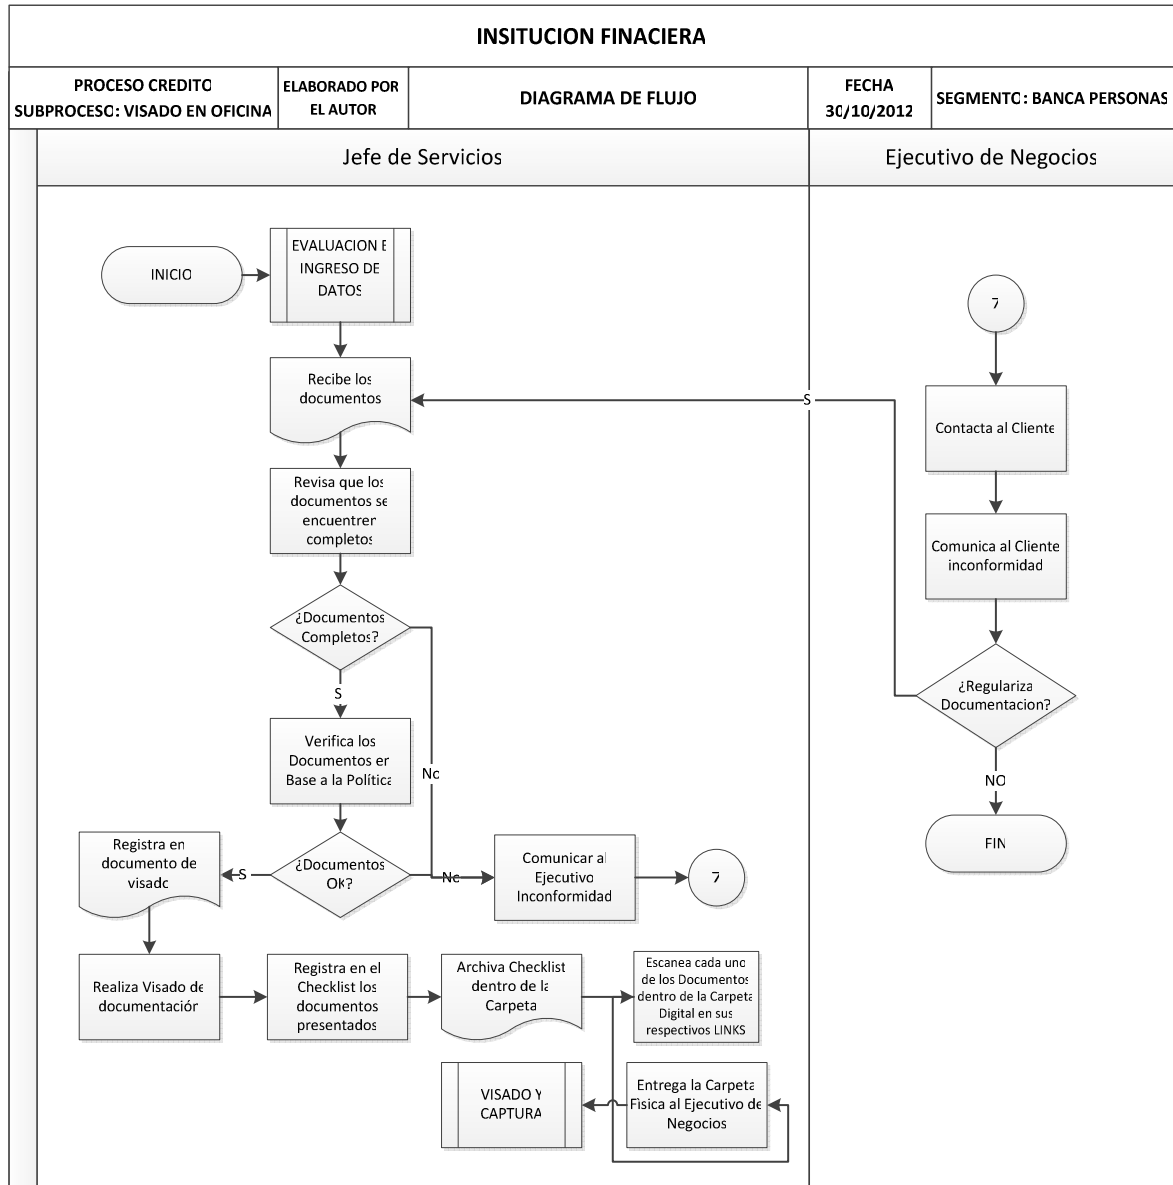 INSITUCION FINACIERA
PROCESO CREDITO
SUBPROCESO: VISADO EN OFICINA
ELABORADO POR
EL AUTOR
DIAGRAMA DE FLUJO
FECHA
30/10/2012
SEGMENTO: BANCA PERSONAS
Jefe de Servicios
Ejecutivo de Negocios
INICIO
EVALUACION E
INGRESO DE
DATOS
Recibe los
documentos
S
Revisa que los
documentos se
encuentren
completos
¿Documentos
Completos?
S
No
Verifica los
Documentos en
Base a la Política
¿Documentos
OK?
S
No
Registra en
documento de
visado
Comunicar al
Ejecutivo
Inconformidad
7
Realiza Visado de
documentación
Registra en el
Checklist los
documentos
presentados
Archiva Checklist
dentro de la
Carpeta
Escanea cada uno
de los Documentos
dentro de la Carpeta
Digital en sus
respectivos LINKS
Entrega la Carpeta
Física al Ejecutivo de
Negocios
VISADO Y
CAPTURA
7
Contacta al Cliente
Comunica al Cliente
inconformidad
¿Regulariza
Documentacion?
NO
FIN